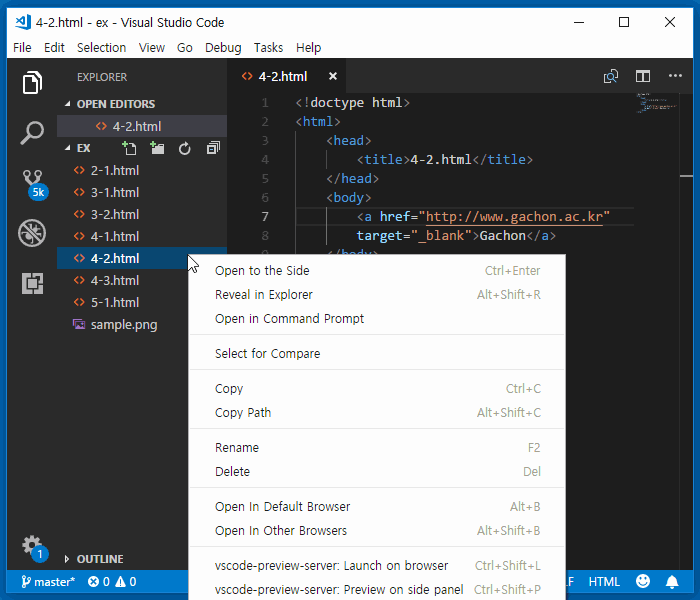 4-2.html - ex - Visual Studio Code
File Edit Selection View Go Debug Tasks Help
EXPLORER
OPEN EDITORS
4-2.html
EX
2-1.html
3-1.html
3-2.html
4-1.html
4-2.html
4-3.html
5-1.html
sample.png
OUTLINE
5k
1
4-2.html
1 <!doctype html>
2 <html>
3 <head>
4 <title>4-2.html</title>
5 </head>
6 <body>
7 <a href="http://www.gachon.ac.kr"
8 target="_blank">Gachon</a>
</body>
Open to the Side Ctrl+Enter
Reveal in Explorer Alt+Shift+R
Open in Command Prompt
Select for Compare
Copy Ctrl+C
Copy Path Alt+Shift+C
Rename F2
Delete Del
Open In Default Browser Alt+B
Open In Other Browsers Alt+Shift+B
vscode-preview-server: Launch on browser Ctrl+Shift+L
vscode-preview-server: Preview on side panel Ctrl+Shift+P
master* 0 0 HTML